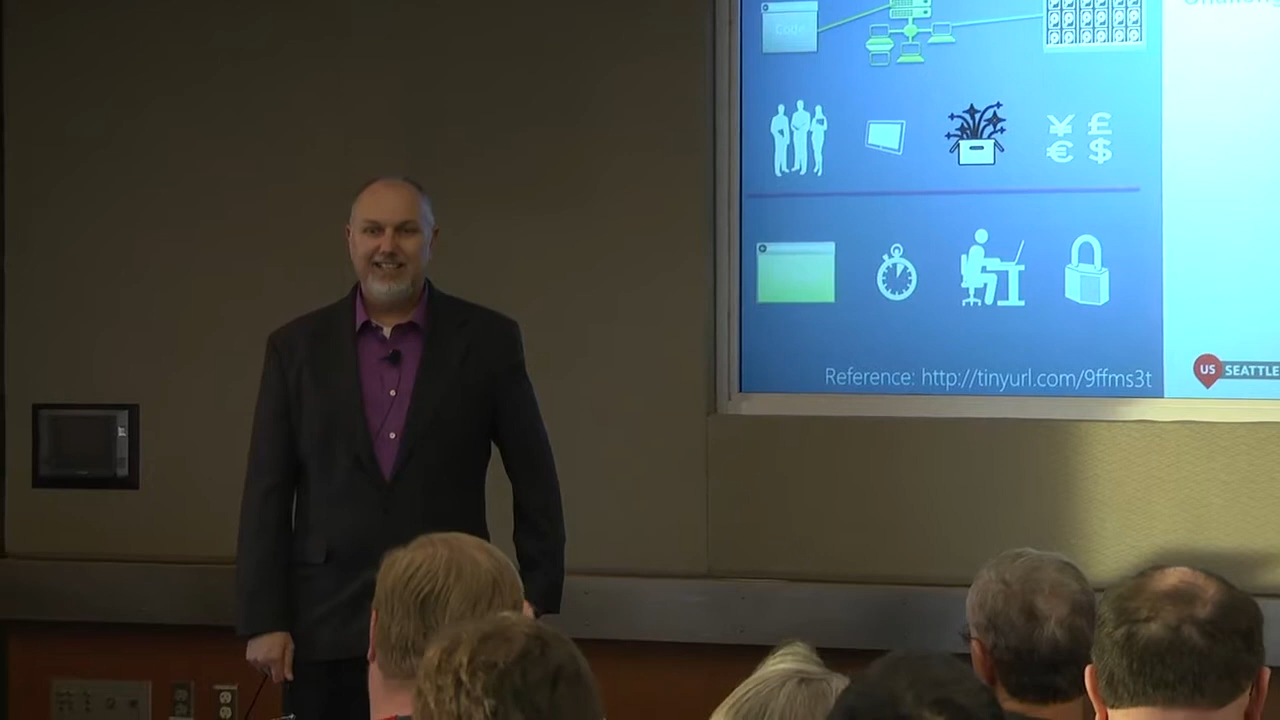 Code
¥ £
€ $
Reference: http://tinyurl.com/9ffms3t
US SEATTLE